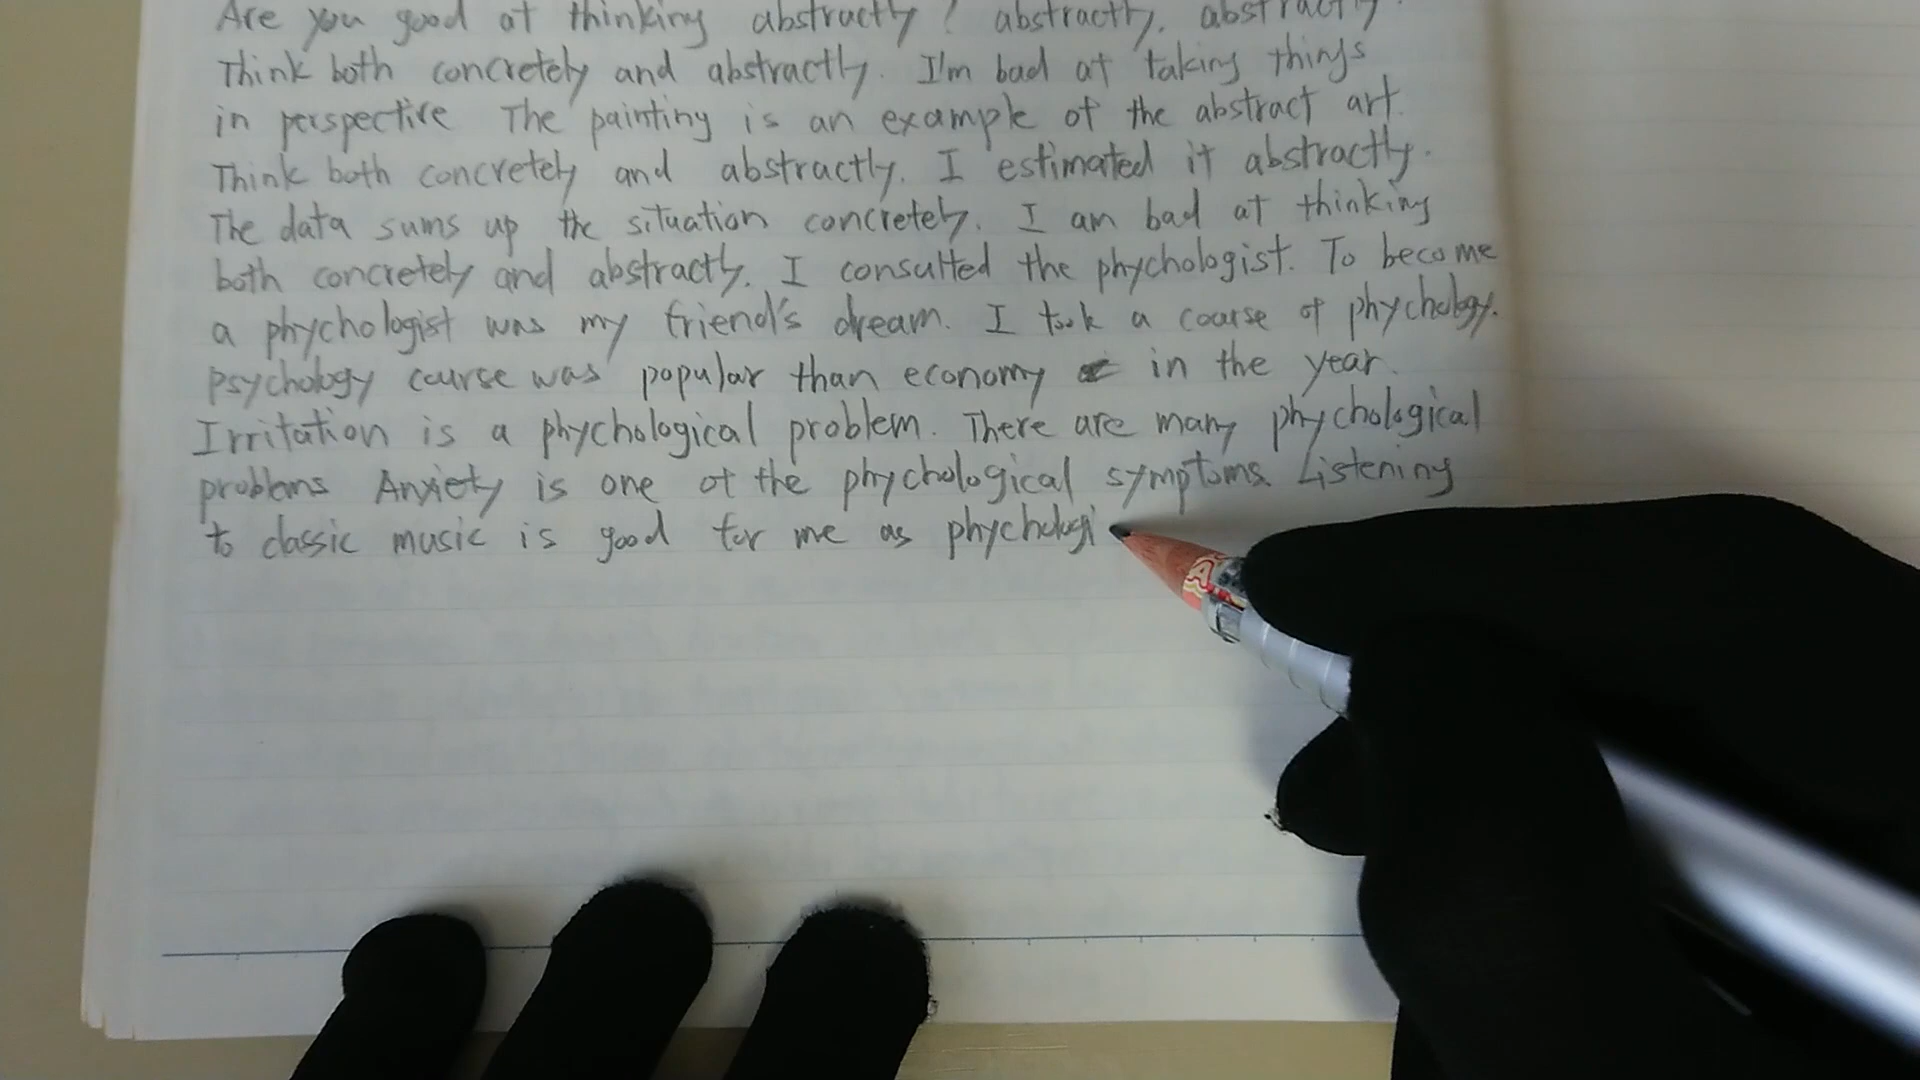 Are you good at thinking abstractly? abstractly. abstractly
Think both concretely and abstractly. I'm bad at taking things
in perspective The painting is an example of the abstract art.
Think both concretely and abstractly. I estimated it abstractly.
The data sums up the situation concretely. I am bad at thinking
both concretely and abstractly. I consulted the phychologist. To become
a phychologist was my friend's dream. I took a coarse of phychology.
psychology course was popular than economy in the year.
Irritation is a phychological problem. There are many phychological
problems Anxiety is one of the phychological symptoms. Listening
to classic music is good for me as phychologi